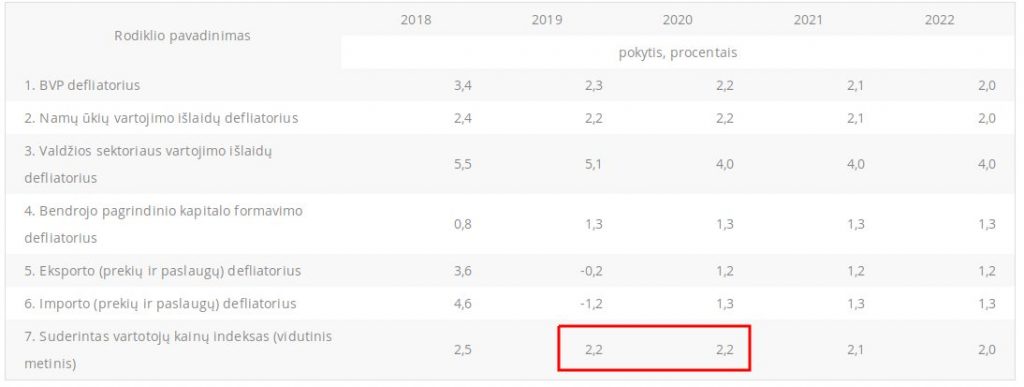 Rodiklio pavadinimas 2018 2019 2020 2021 2022
pokytis, procentais
1. BVP defliatorius 3,4 2,3 2,2 2,1 2,0
2. Namų ūkių vartojimo išlaidų defliatorius 2,4 2,2 2,2 2,1 2,0
3. Valdžios sektoriaus vartojimo išlaidų
defliatorius 5,5 5,1 4,0 4,0 4,0
4. Bendrojo pagrindinio kapitalo formavimo
defliatorius 0,8 1,3 1,3 1,3 1,3
5. Eksporto (prekių ir paslaugų) defliatorius 3,6 -0,2 1,2 1,2 1,2
6. Importo (prekių ir paslaugų) defliatorius 4,6 -1,2 1,3 1,3 1,3
7. Suderintas vartotojų kainų indeksas (vidutinis
metinis) 2,5 2,2 2,2 2,1 2,0